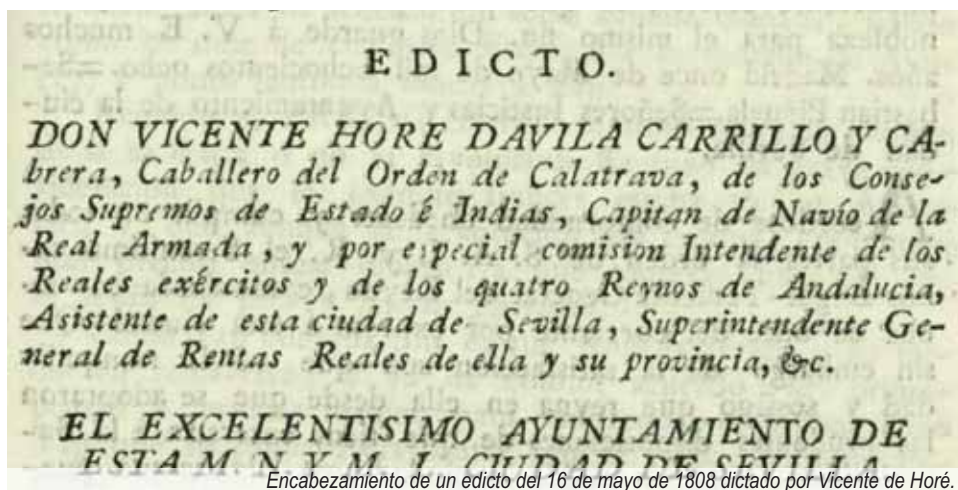 EDICTO.
DON VICENTE HORE DAVILA CARRILLO Y CA-
brera, Caballero del Orden de Calatrava, de los Conse-
jos Supremos de Estado é Indias, Capitan de Navío de la
Real Armada, y por especial comision Intendente de los
Reales exércitos y de los quatro Reynos de Andalucia,
Asistente de esta ciudad de Sevilla, Superintendente Ge-
neral de Rentas Reales de ella y su provincia, &c.
EL EXCELENTISIMO AYUNTAMIENTO DE
ESTA M. N. Y M. L. CIUDAD DE SEVILLA
Encabezamiento de un edicto del 16 de mayo de 1808 dictado por Vicente de Horé.